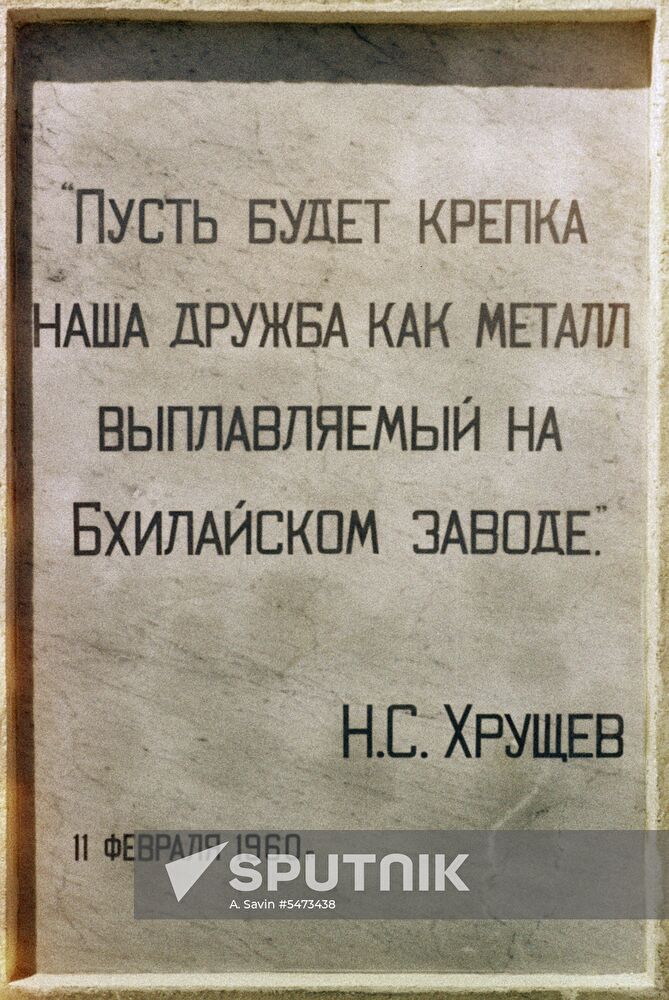 “Пусть будет крепка
наша дружба как металл
выплавляемый на
Бхилайском заводе.”
Н.С. Хрущев
11 февраля 1960 г.
SPUTNIK
A. Savin #5473438